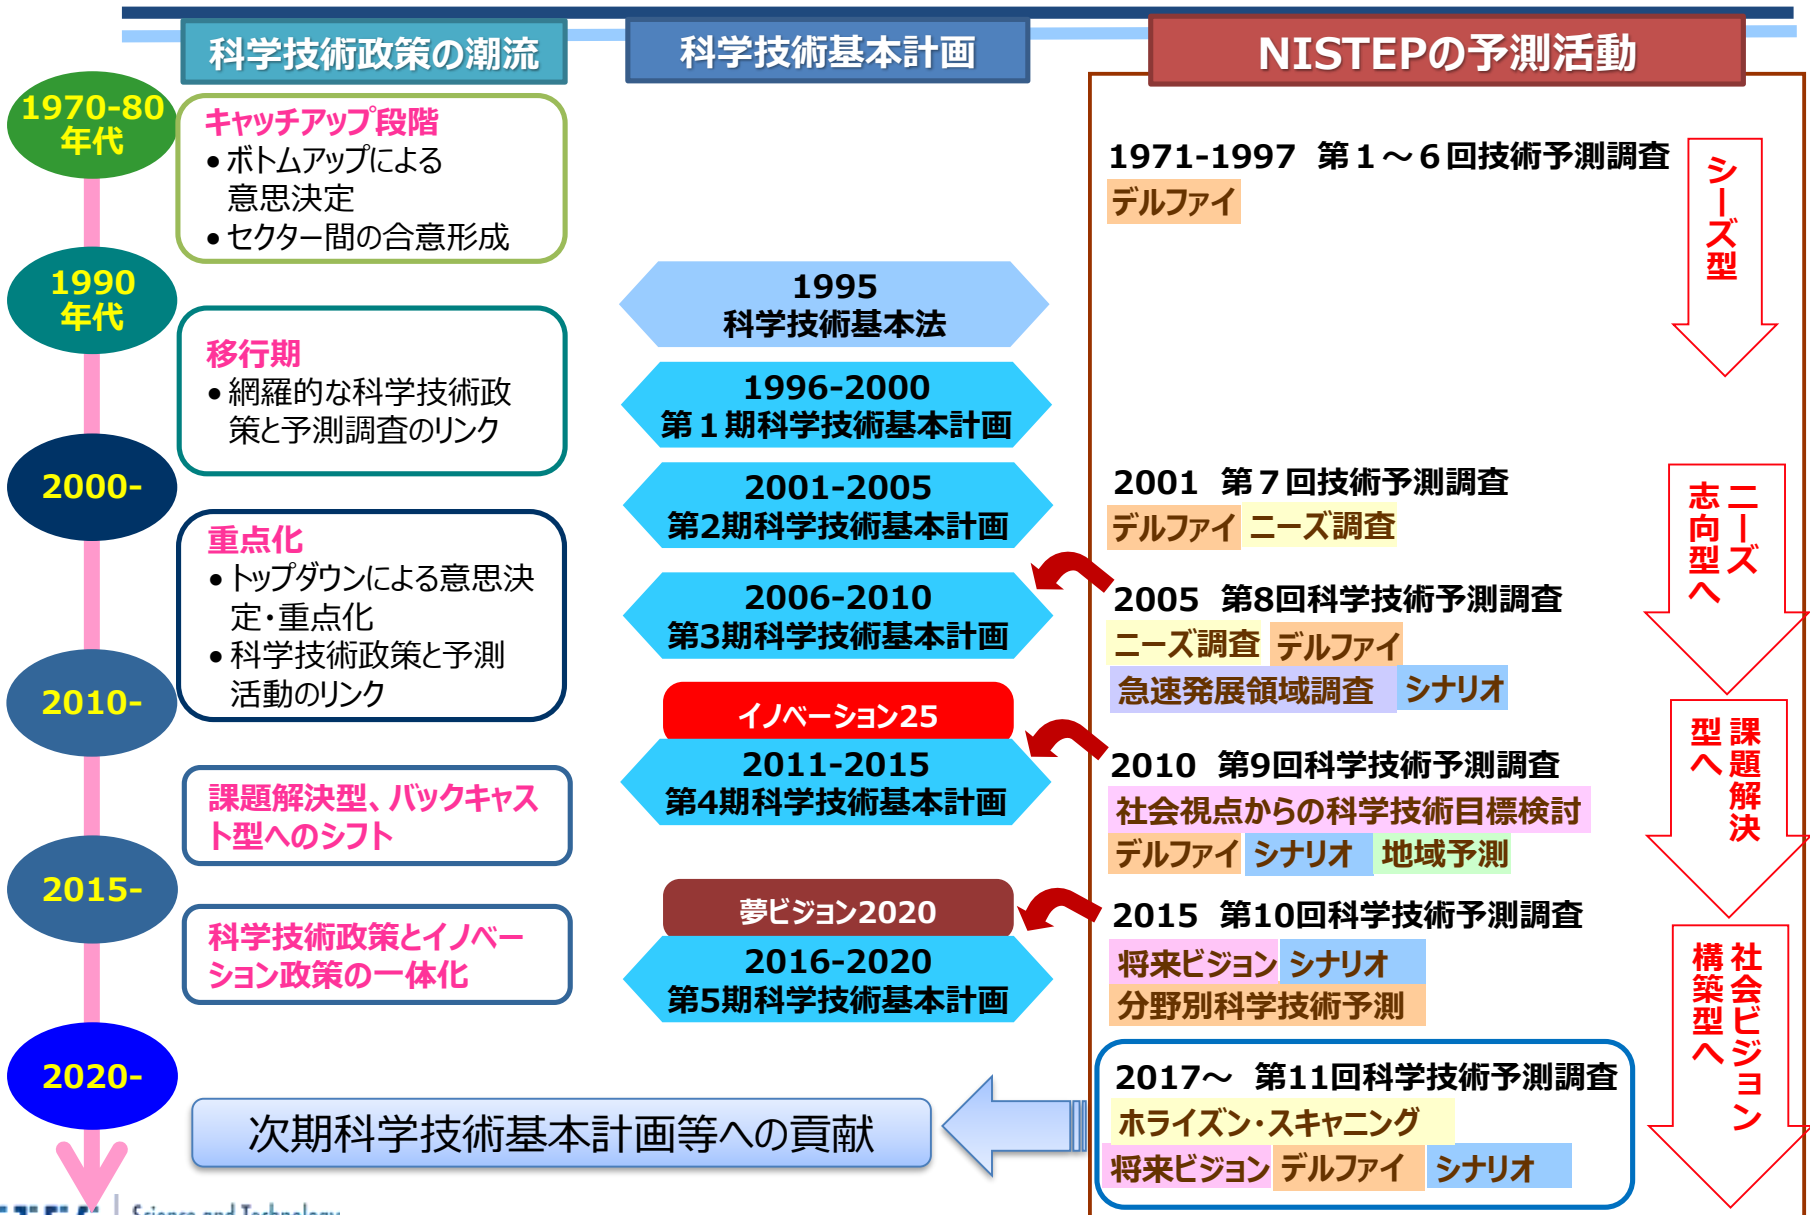 科学技術政策の潮流
科学技術基本計画
NISTEPの予測活動
1970-80
年代
キャッチアップ段階
•ボトムアップによる
意思決定
•セクター間の合意形成
1990
年代
移行期
•網羅的な科学技術政
策と予測調査のリンク
2000-
重点化
•トップダウンによる意思決
定・重点化
•科学技術政策と予測
活動のリンク
2010-
課題解決型、バックキャス
ト型へのシフト
2015-
科学技術政策とイノベー
ション政策の一体化
2020-
1995
科学技術基本法
1996-2000
第１期科学技術基本計画
2001-2005
第2期科学技術基本計画
2006-2010
第3期科学技術基本計画
イノベーション25
2011-2015
第4期科学技術基本計画
夢ビジョン2020
2016-2020
第5期科学技術基本計画
次期科学技術基本計画等への貢献
1971-1997 第１～６回技術予測調査
デルファイ
2001 第７回技術予測調査
デルファイ ニーズ調査
2005 第8回科学技術予測調査
ニーズ調査 デルファイ
急速発展領域調査 シナリオ
2010 第9回科学技術予測調査
社会視点からの科学技術目標検討
デルファイ シナリオ 地域予測
2015 第10回科学技術予測調査
将来ビジョン シナリオ
分野別科学技術予測
2017～ 第11回科学技術予測調査
ホライズン・スキャニング
将来ビジョン デルファイ シナリオ
シーズ型
ニーズ
志向型へ
課題解決
型へ
社会ビジョン
構築型へ
Science and Technology